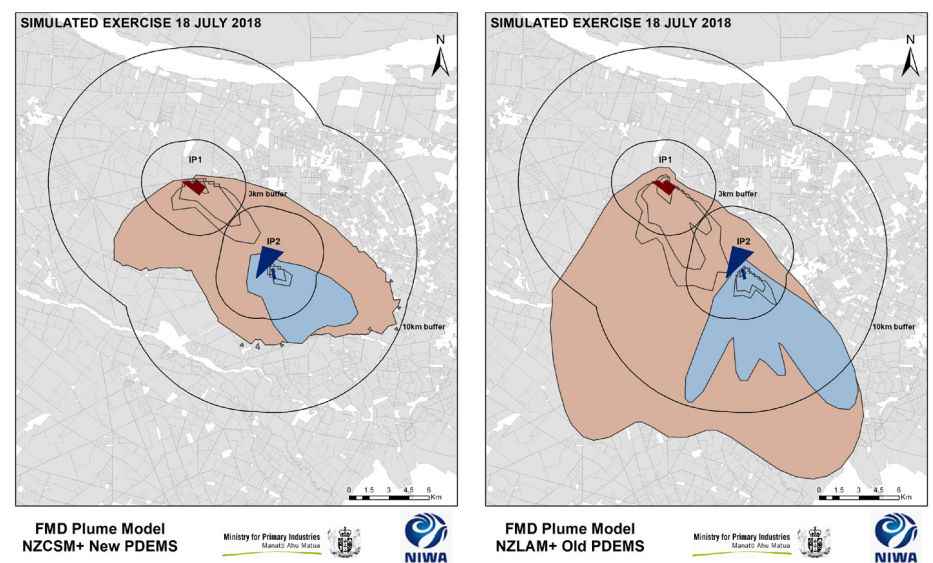 SIMULATED EXERCISE 18 JULY 2018
N
IP1
3km buffer
IP2
10km buffer
0 1.5 3 4.5 6
Km
FMD Plume Model
NZCSM+ New PDEMS
Ministry for Primary Industries
Manatū Ahu Matua
NIWA
SIMULATED EXERCISE 18 JULY 2018
N
IP1
3km buffer
IP2
10km buffer
0 1.5 3 4.5 6
Km
FMD Plume Model
NZLAM+ Old PDEMS
Ministry for Primary Industries
Manatū Ahu Matua
NIWA